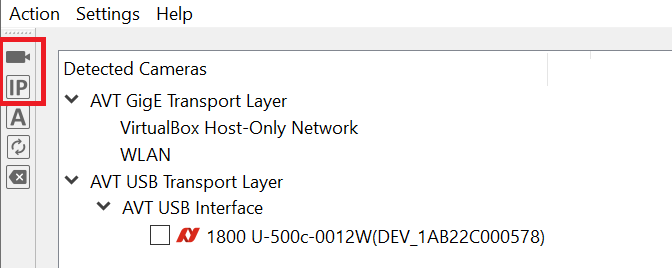 Action Settings Help
IP
A
Detected Cameras
AVT GigE Transport Layer
VirtualBox Host-Only Network
WLAN
AVT USB Transport Layer
AVT USB Interface
1800 U-500c-0012W(DEV_1AB22C000578)